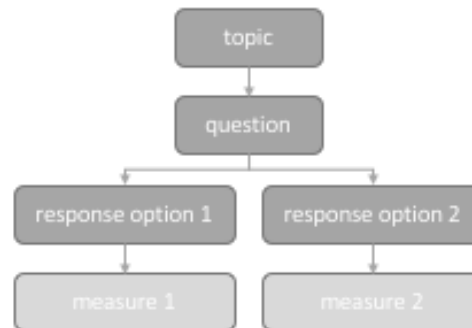 topic
question
response option 1
response option 2
measure 1
measure 2